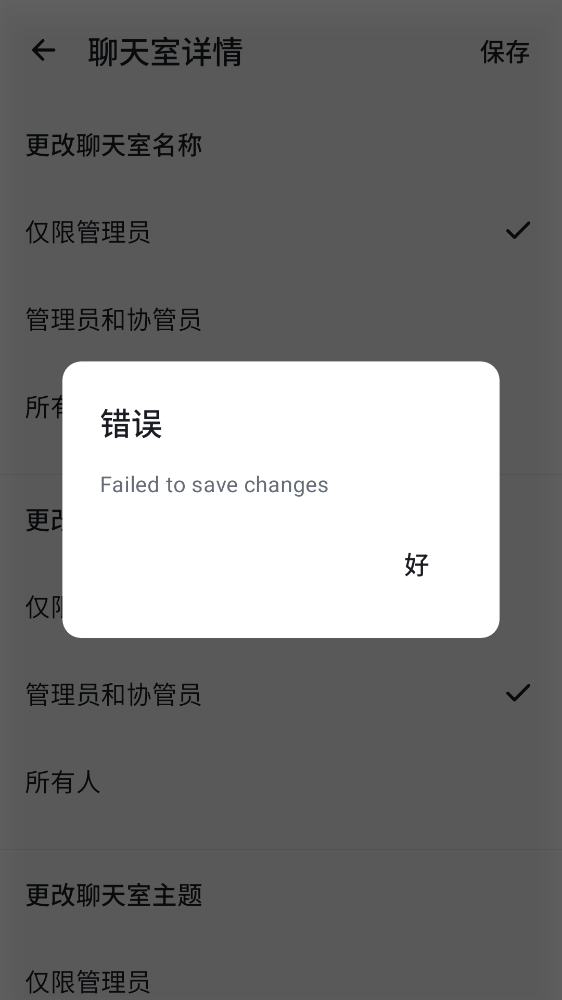 聊天室详情
保存
更改聊天室名称
仅限管理员
管理员和协管员
所有
错误
Failed to save changes
好
更改
仅限
管理员和协管员
所有人
更改聊天室主题
仅限管理员